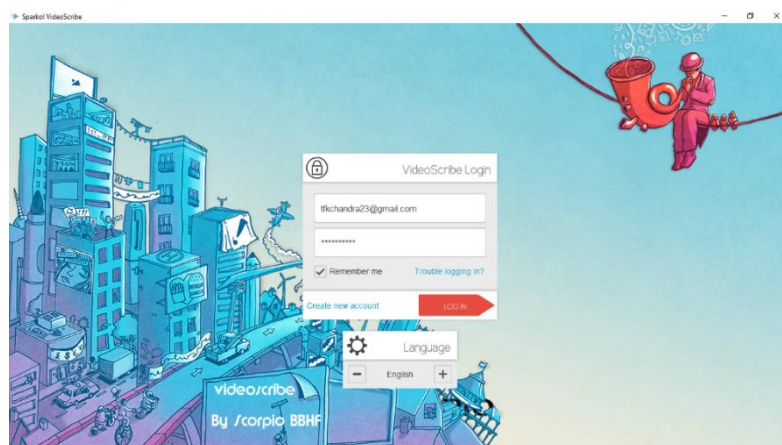 Sparkol VideoScribe
VideoScribe Login
tfkchandra23@gmail.com
**********
Remember me
Trouble logging in?
Create new account
LOG IN
Language
English
videoscribe
By Scorpio BBHF